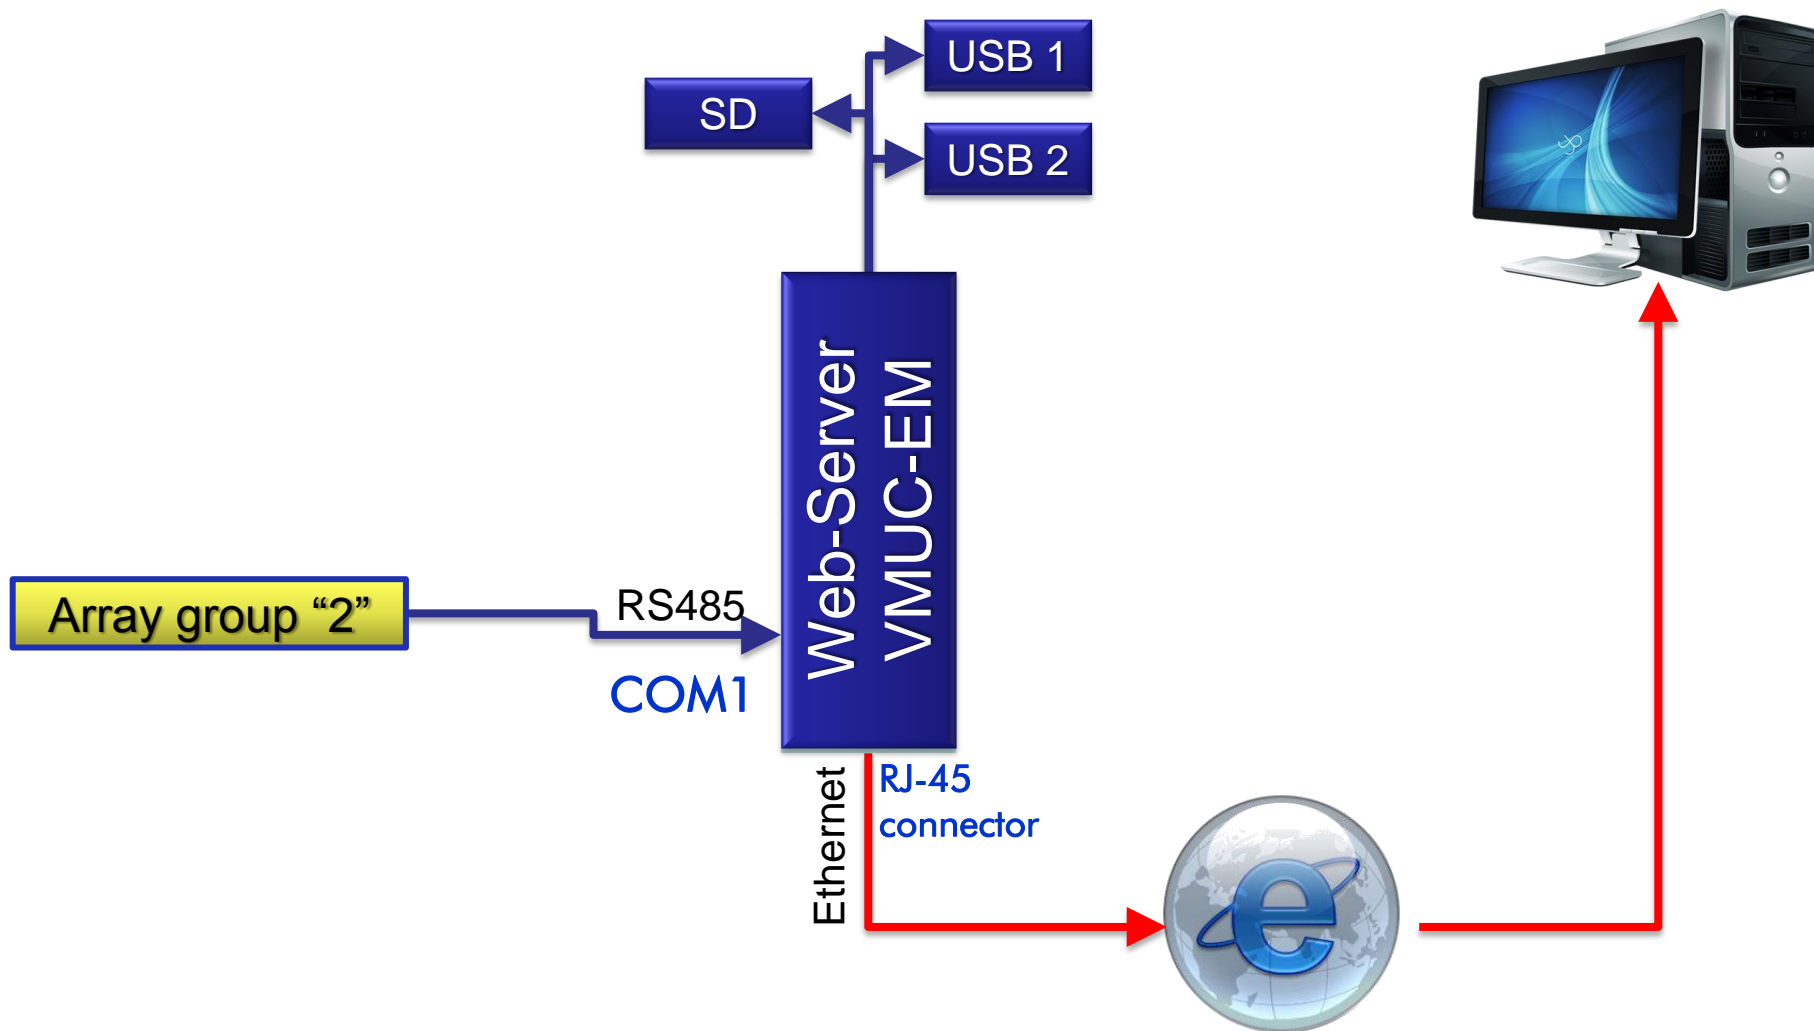 USB 1
SD
USB 2
Web-Server
VMUC-EM
Array group “2”
RS485
COM1
Ethernet
RJ-45
connector
e